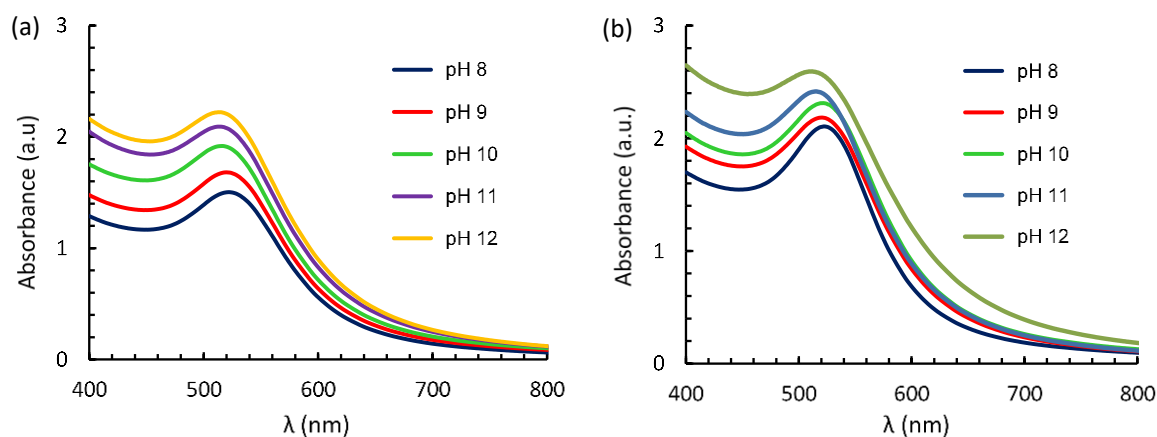 (a)
Absorbance (a.u)
3
2
1
0
400 500 600 700 800
λ (nm)
pH 8
pH 9
pH 10
pH 11
pH 12
(b)
Absorbance (a.u.)
3
2
1
0
400 500 600 700 800
λ (nm)
pH 8
pH 9
pH 10
pH 11
pH 12